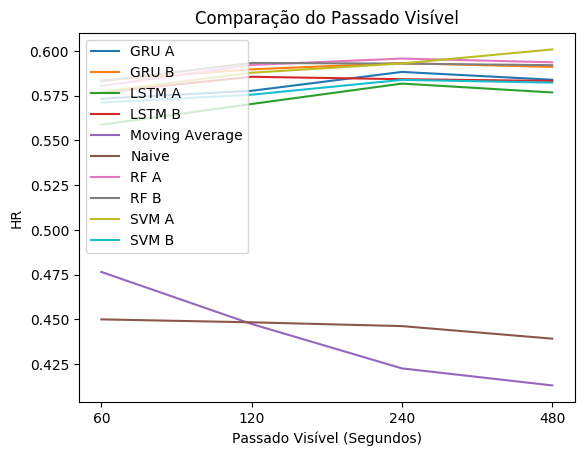 Comparação do Passado Visível
HR
0.600
0.575
0.550
0.525
0.500
0.475
0.450
0.425
GRU A
GRU B
LSTM A
LSTM B
Moving Average
Naive
RF A
RF B
SVM A
SVM B
60
120
240
480
Passado Visível (Segundos)